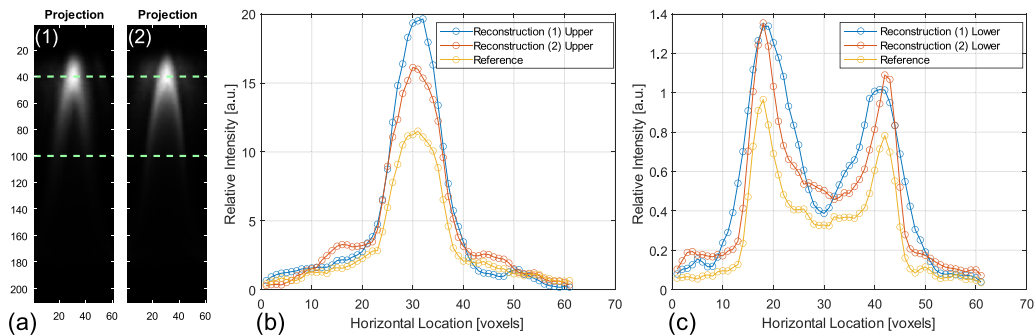 Projection
Projection
(1)
(2)
20
40
60
80
100
120
140
160
180
200
20 40 60
20 40 60
(a)
Relative Intensity [a.u.]
20
15
10
5
0
0 10 20 30 40 50 60 70
Horizontal Location [voxels]
Reconstruction (1) Upper
Reconstruction (2) Upper
Reference
(b)
Relative Intensity [a.u.]
1.4
1.2
1
0.8
0.6
0.4
0.2
0
0 10 20 30 40 50 60 70
Horizontal Location [voxels]
Reconstruction (1) Lower
Reconstruction (2) Lower
Reference
(c)